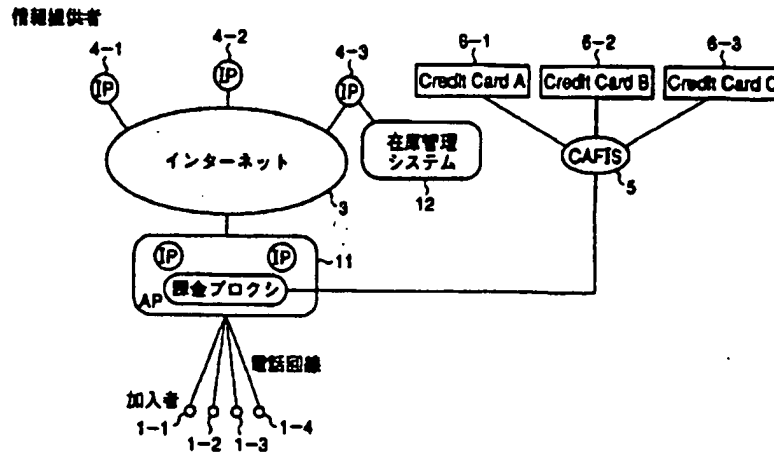 情報提供者
4-1
4-2
4-3
6-1
6-2
6-3
IP
IP
IP
Credit Card A
Credit Card B
Credit Card C
インターネット
在庫管理
システム
CAFIS
3
12
5
IP
IP
11
AP
課金プロクシ
電話回線
加入者
1-1
1-2
1-3
1-4